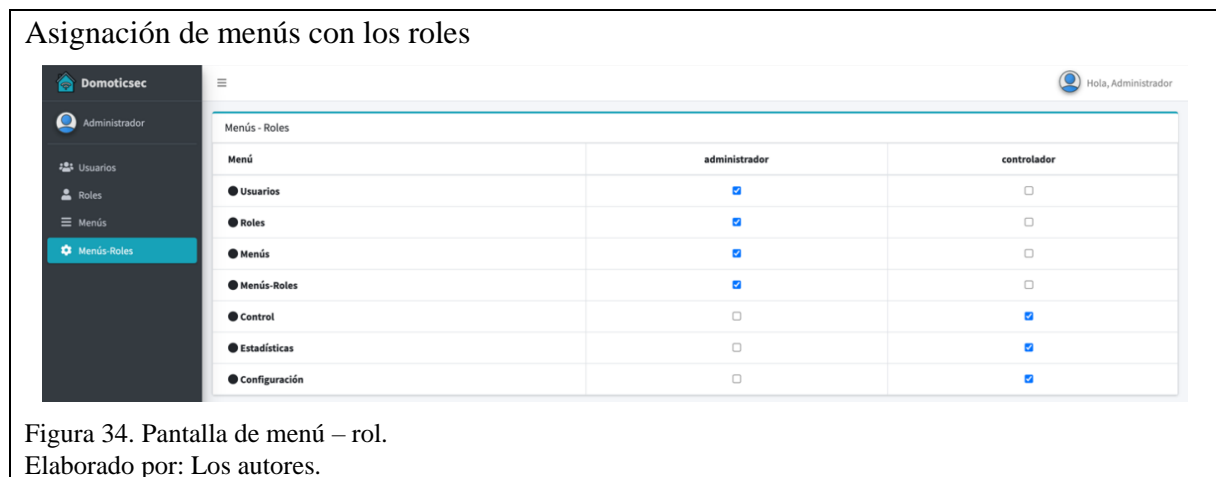 Asignación de menús con los roles
Domoticsec
Hola, Administrador
Administrador
Usuarios
Roles
Menús
Menús-Roles
Menús - Roles
Menú administrador controlador
Usuarios
Roles
Menús
Menús-Roles
Control
Estadísticas
Configuración
Figura 34. Pantalla de menú – rol.
Elaborado por: Los autores.